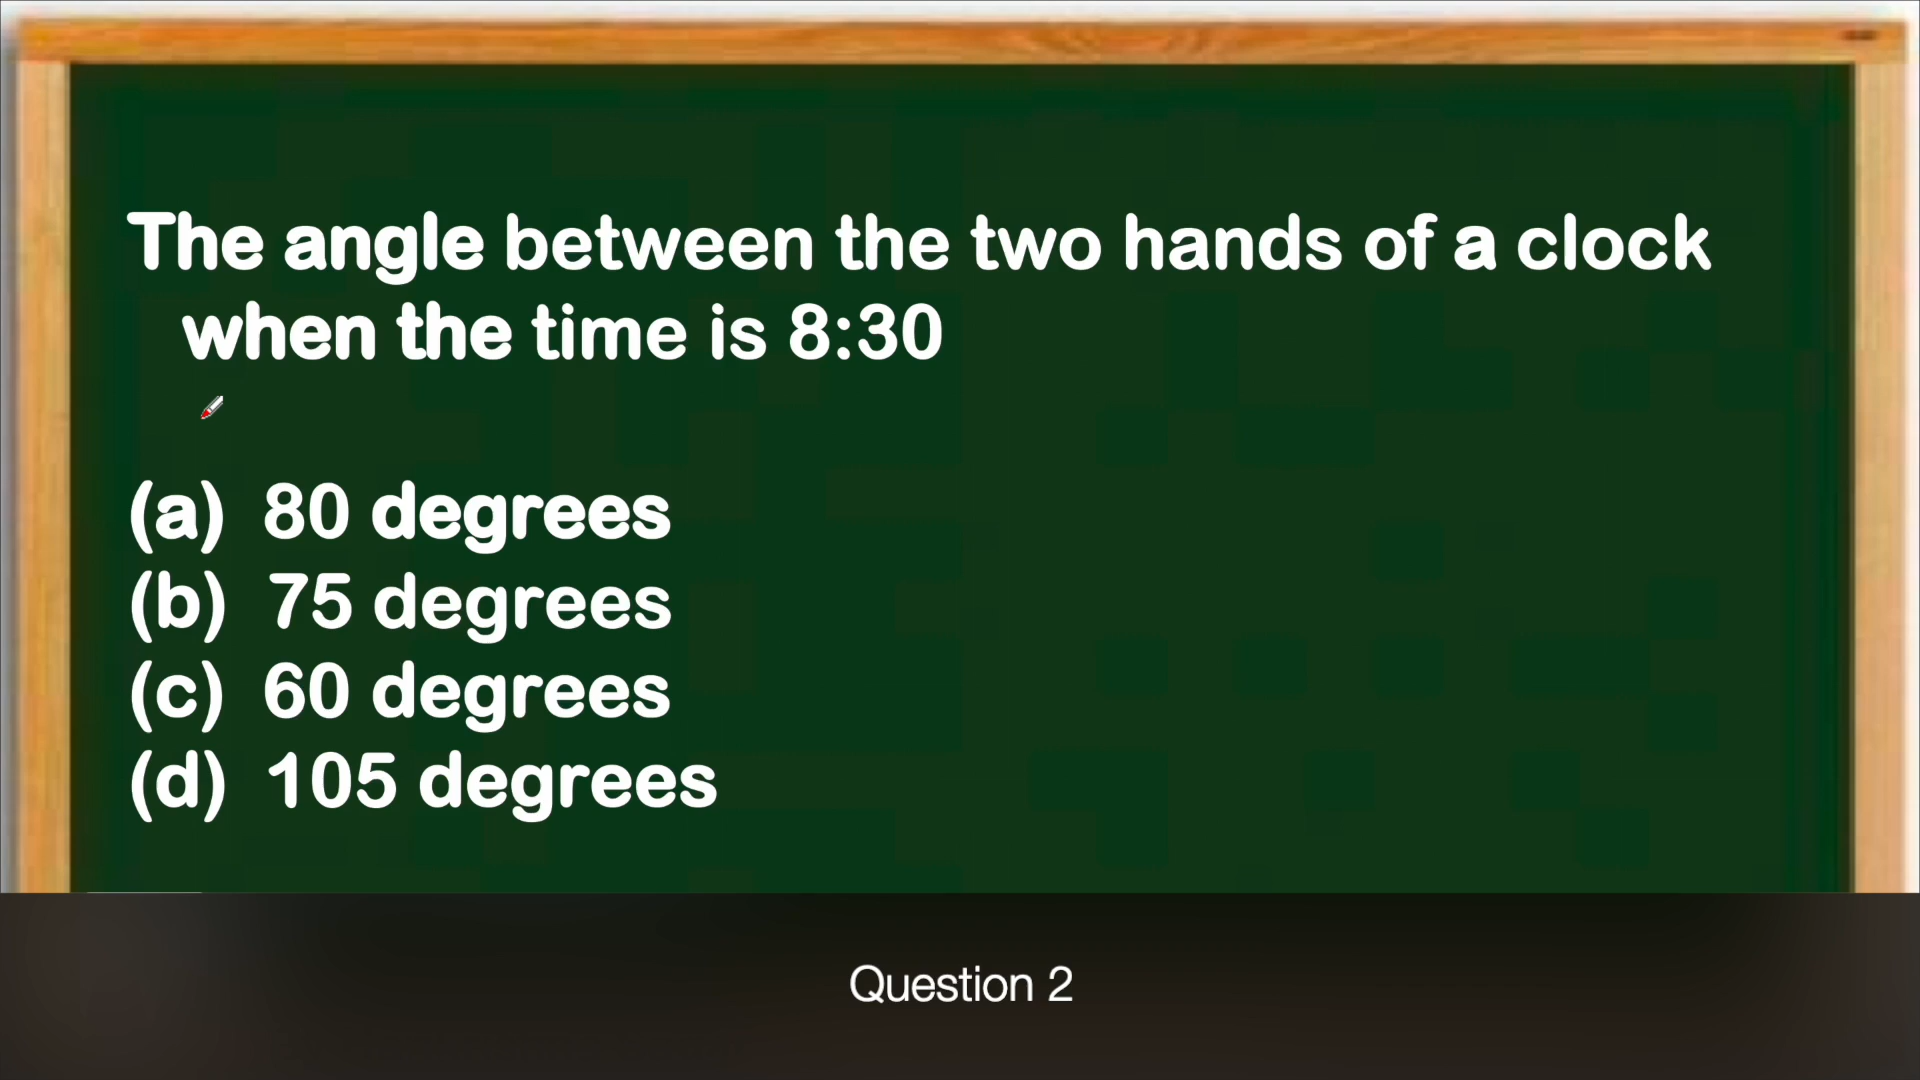 The angle between the two hands of a clock
when the time is 8:30
(a) 80 degrees
(b) 75 degrees
(c) 60 degrees
(d) 105 degrees
Question 2